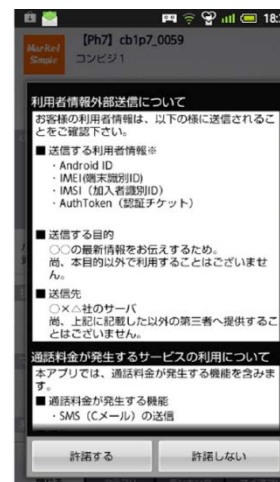 18:
Market Simple
[Ph7] cb1p7_0059
コンビジ1
利用者情報外部送信について
お客様の利用者情報は、以下の様に送信されるこ
とをご確認下さい。
■ 送信する利用者情報※
・Android ID
・IMEI(端末識別ID)
・IMSI（加入者識別ID）
・AuthToken（認証チケット）
■ 送信する目的
○○の最新情報をお伝えするため。
尚、本目的以外で利用することはございませ
ん。
■ 送信先
○×△社のサーバ
尚、上記に記載した以外の第三者へ提供するこ
とはございません。
通話料金が発生するサービスの利用について
本アプリでは、通話料金が発生する機能を含みま
す。
■ 通話料金が発生する機能
・SMS（Cメール）の送信
許諾する
許諾しない